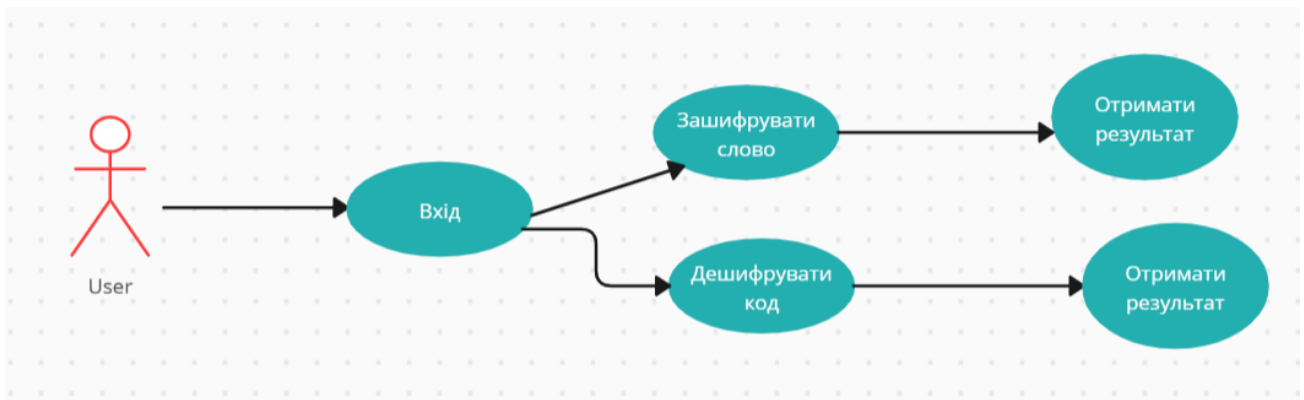 User
Вхід
Зашифрувати
слово
Отримати
результат
Дешифрувати
код
Отримати
результат